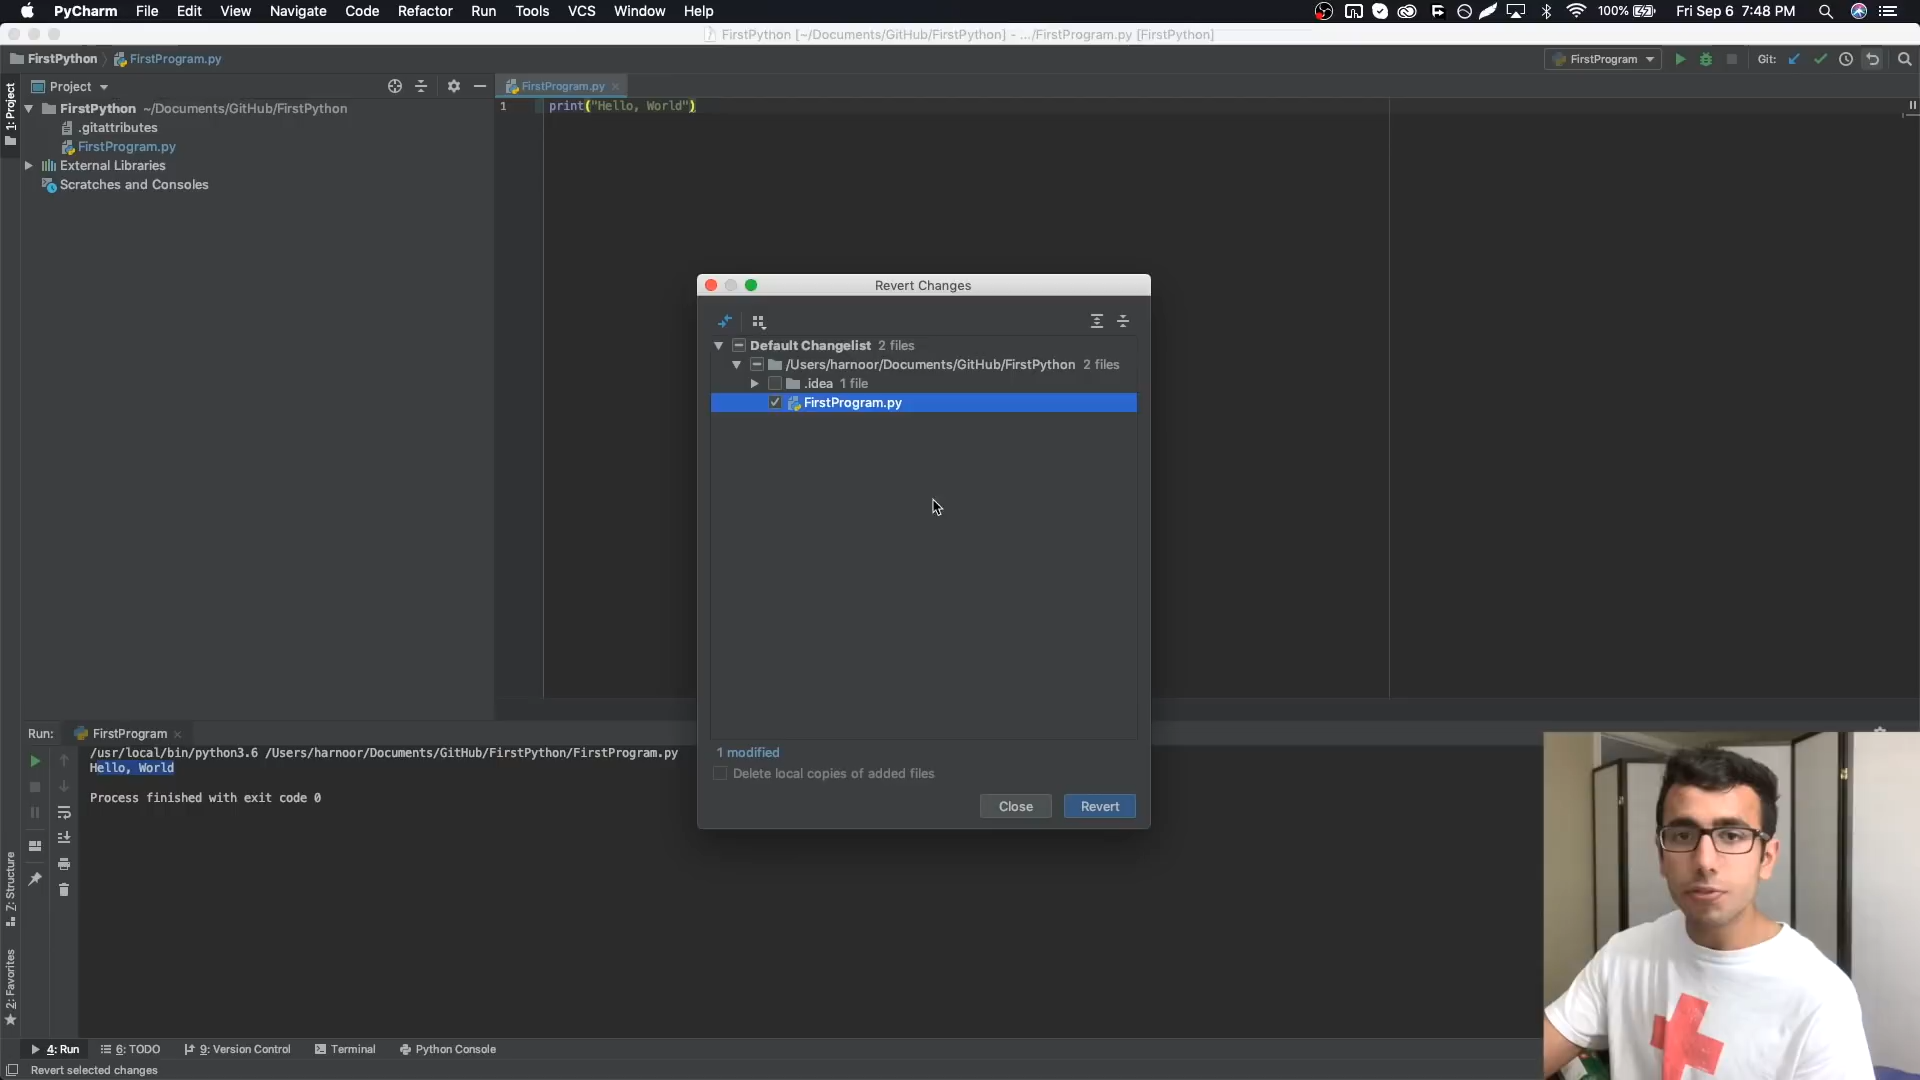 PyCharm File Edit View Navigate Code Refactor Run Tools VCS Window Help 100% Fri Sep 6 7:48 PM
FirstPython [~/Documents/GitHub/FirstPython] - .../FirstProgram.py [FirstPython]
FirstPython FirstProgram.py FirstProgram Git:
1: Project
Project
FirstPython ~/Documents/GitHub/FirstPython
.gitattributes
FirstProgram.py
External Libraries
Scratches and Consoles
FirstProgram.py
1 print("Hello, World")
Revert Changes
Default Changelist 2 files
/Users/harnoor/Documents/GitHub/FirstPython 2 files
.idea 1 file
FirstProgram.py
1 modified
Delete local copies of added files
Close Revert
Run: FirstProgram
/usr/local/bin/python3.6 /Users/harnoor/Documents/GitHub/FirstPython/FirstProgram.py
Hello, World
Process finished with exit code 0
Z: Structure
2: Favorites
4: Run 6: TODO 9: Version Control Terminal Python Console
Revert selected changes